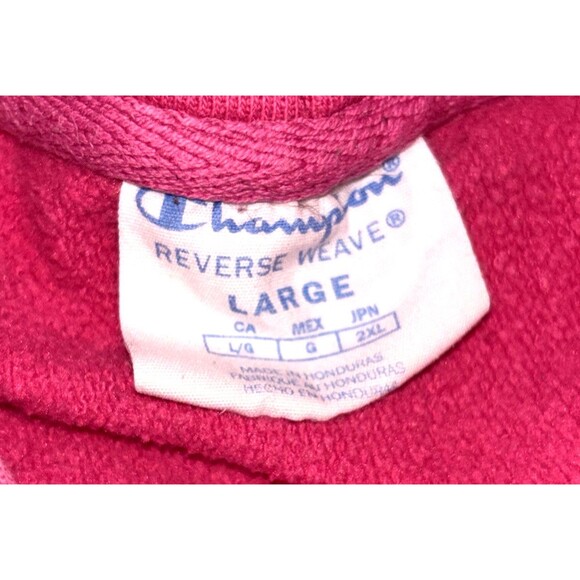 Champion®
REVERSE WEAVE®
LARGE
CA MEX JPN
L/G G 2XL
MADE IN HONDURAS
FABRIQUE AU HONDURAS
HECHO EN HONDURAS